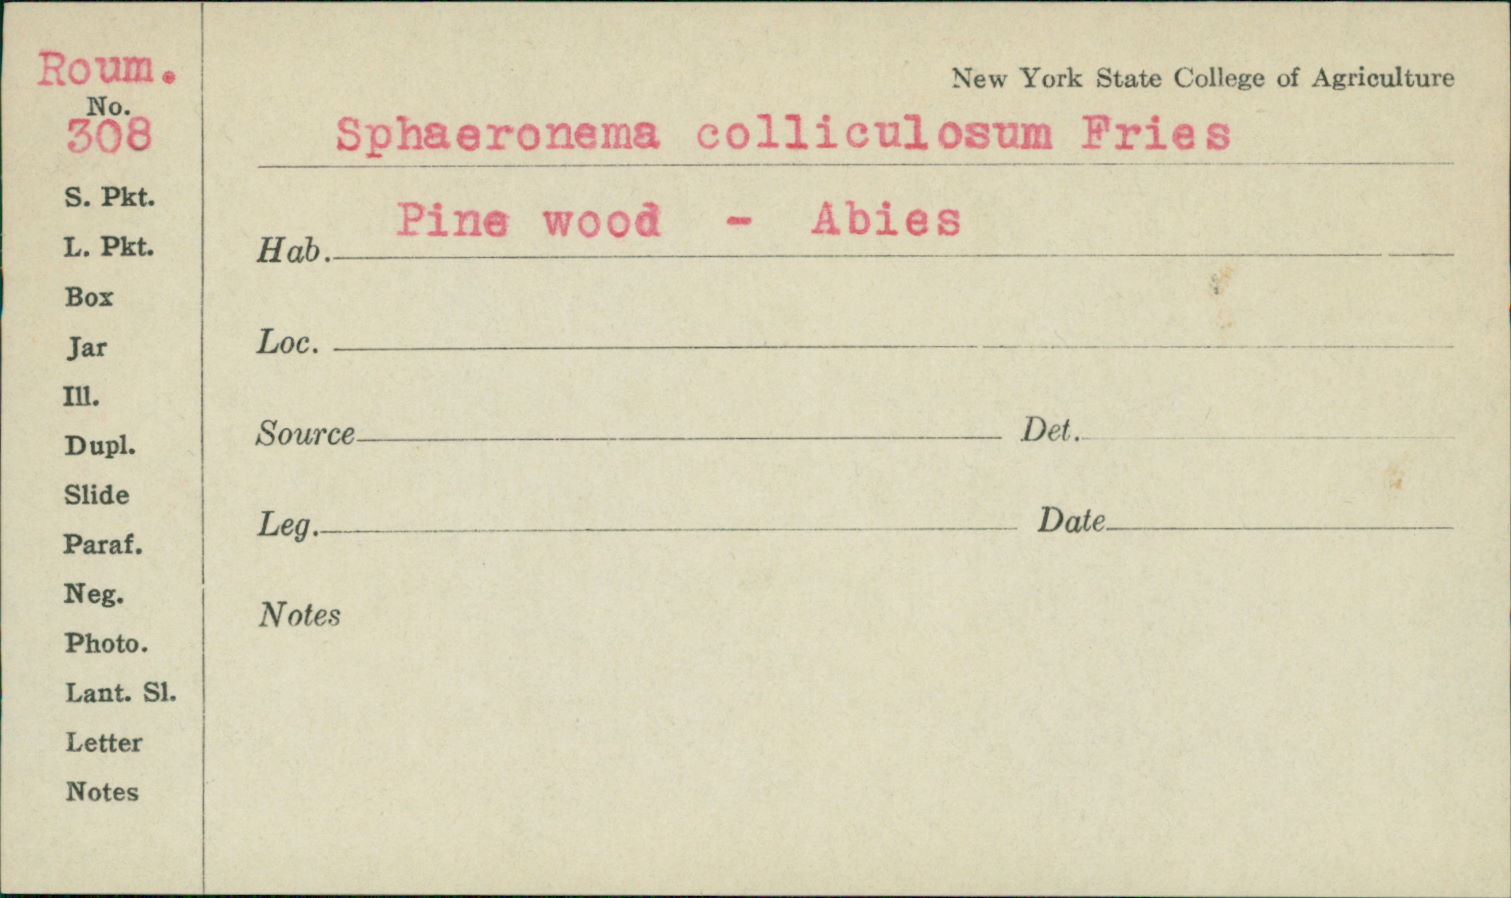 Roum.
No.
308
S. Pkt.
L. Pkt.
Box
Jar
Ill.
Dupl.
Slide
Paraf.
Neg.
Photo.
Lant. Sl.
Letter
Notes
New York State College of Agriculture
Sphaeronema colliculosum Fries
Hab. Pine wood - Abies
Loc.
Source Det.
Leg. Date
Notes